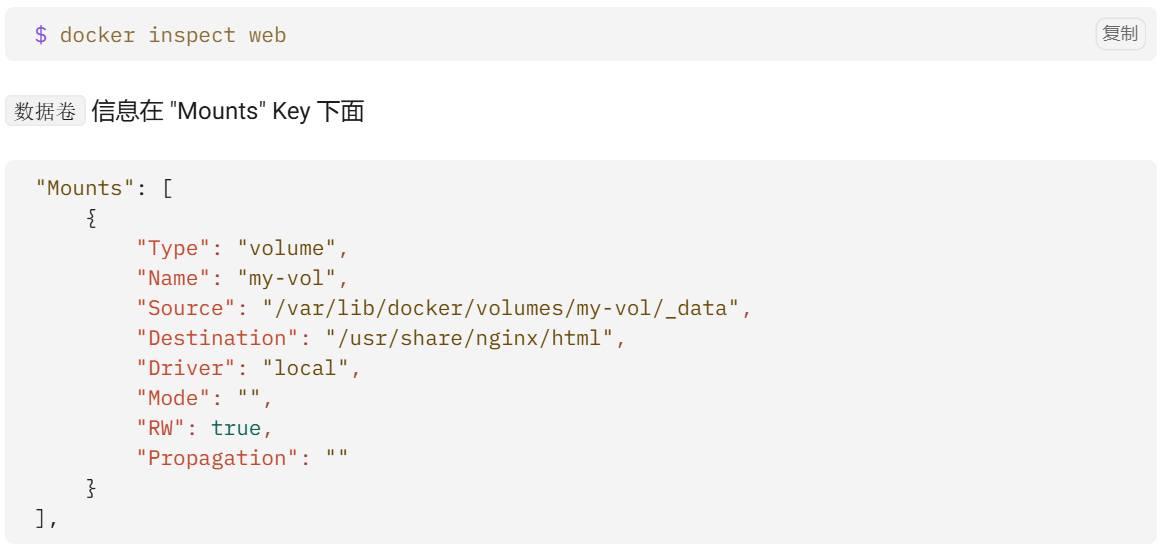 $ docker inspect web
复制
数据卷 信息在 "Mounts" Key 下面
"Mounts": [
    {
        "Type": "volume",
        "Name": "my-vol",
        "Source": "/var/lib/docker/volumes/my-vol/_data",
        "Destination": "/usr/share/nginx/html",
        "Driver": "local",
        "Mode": "",
        "RW": true,
        "Propagation": ""
    }
],